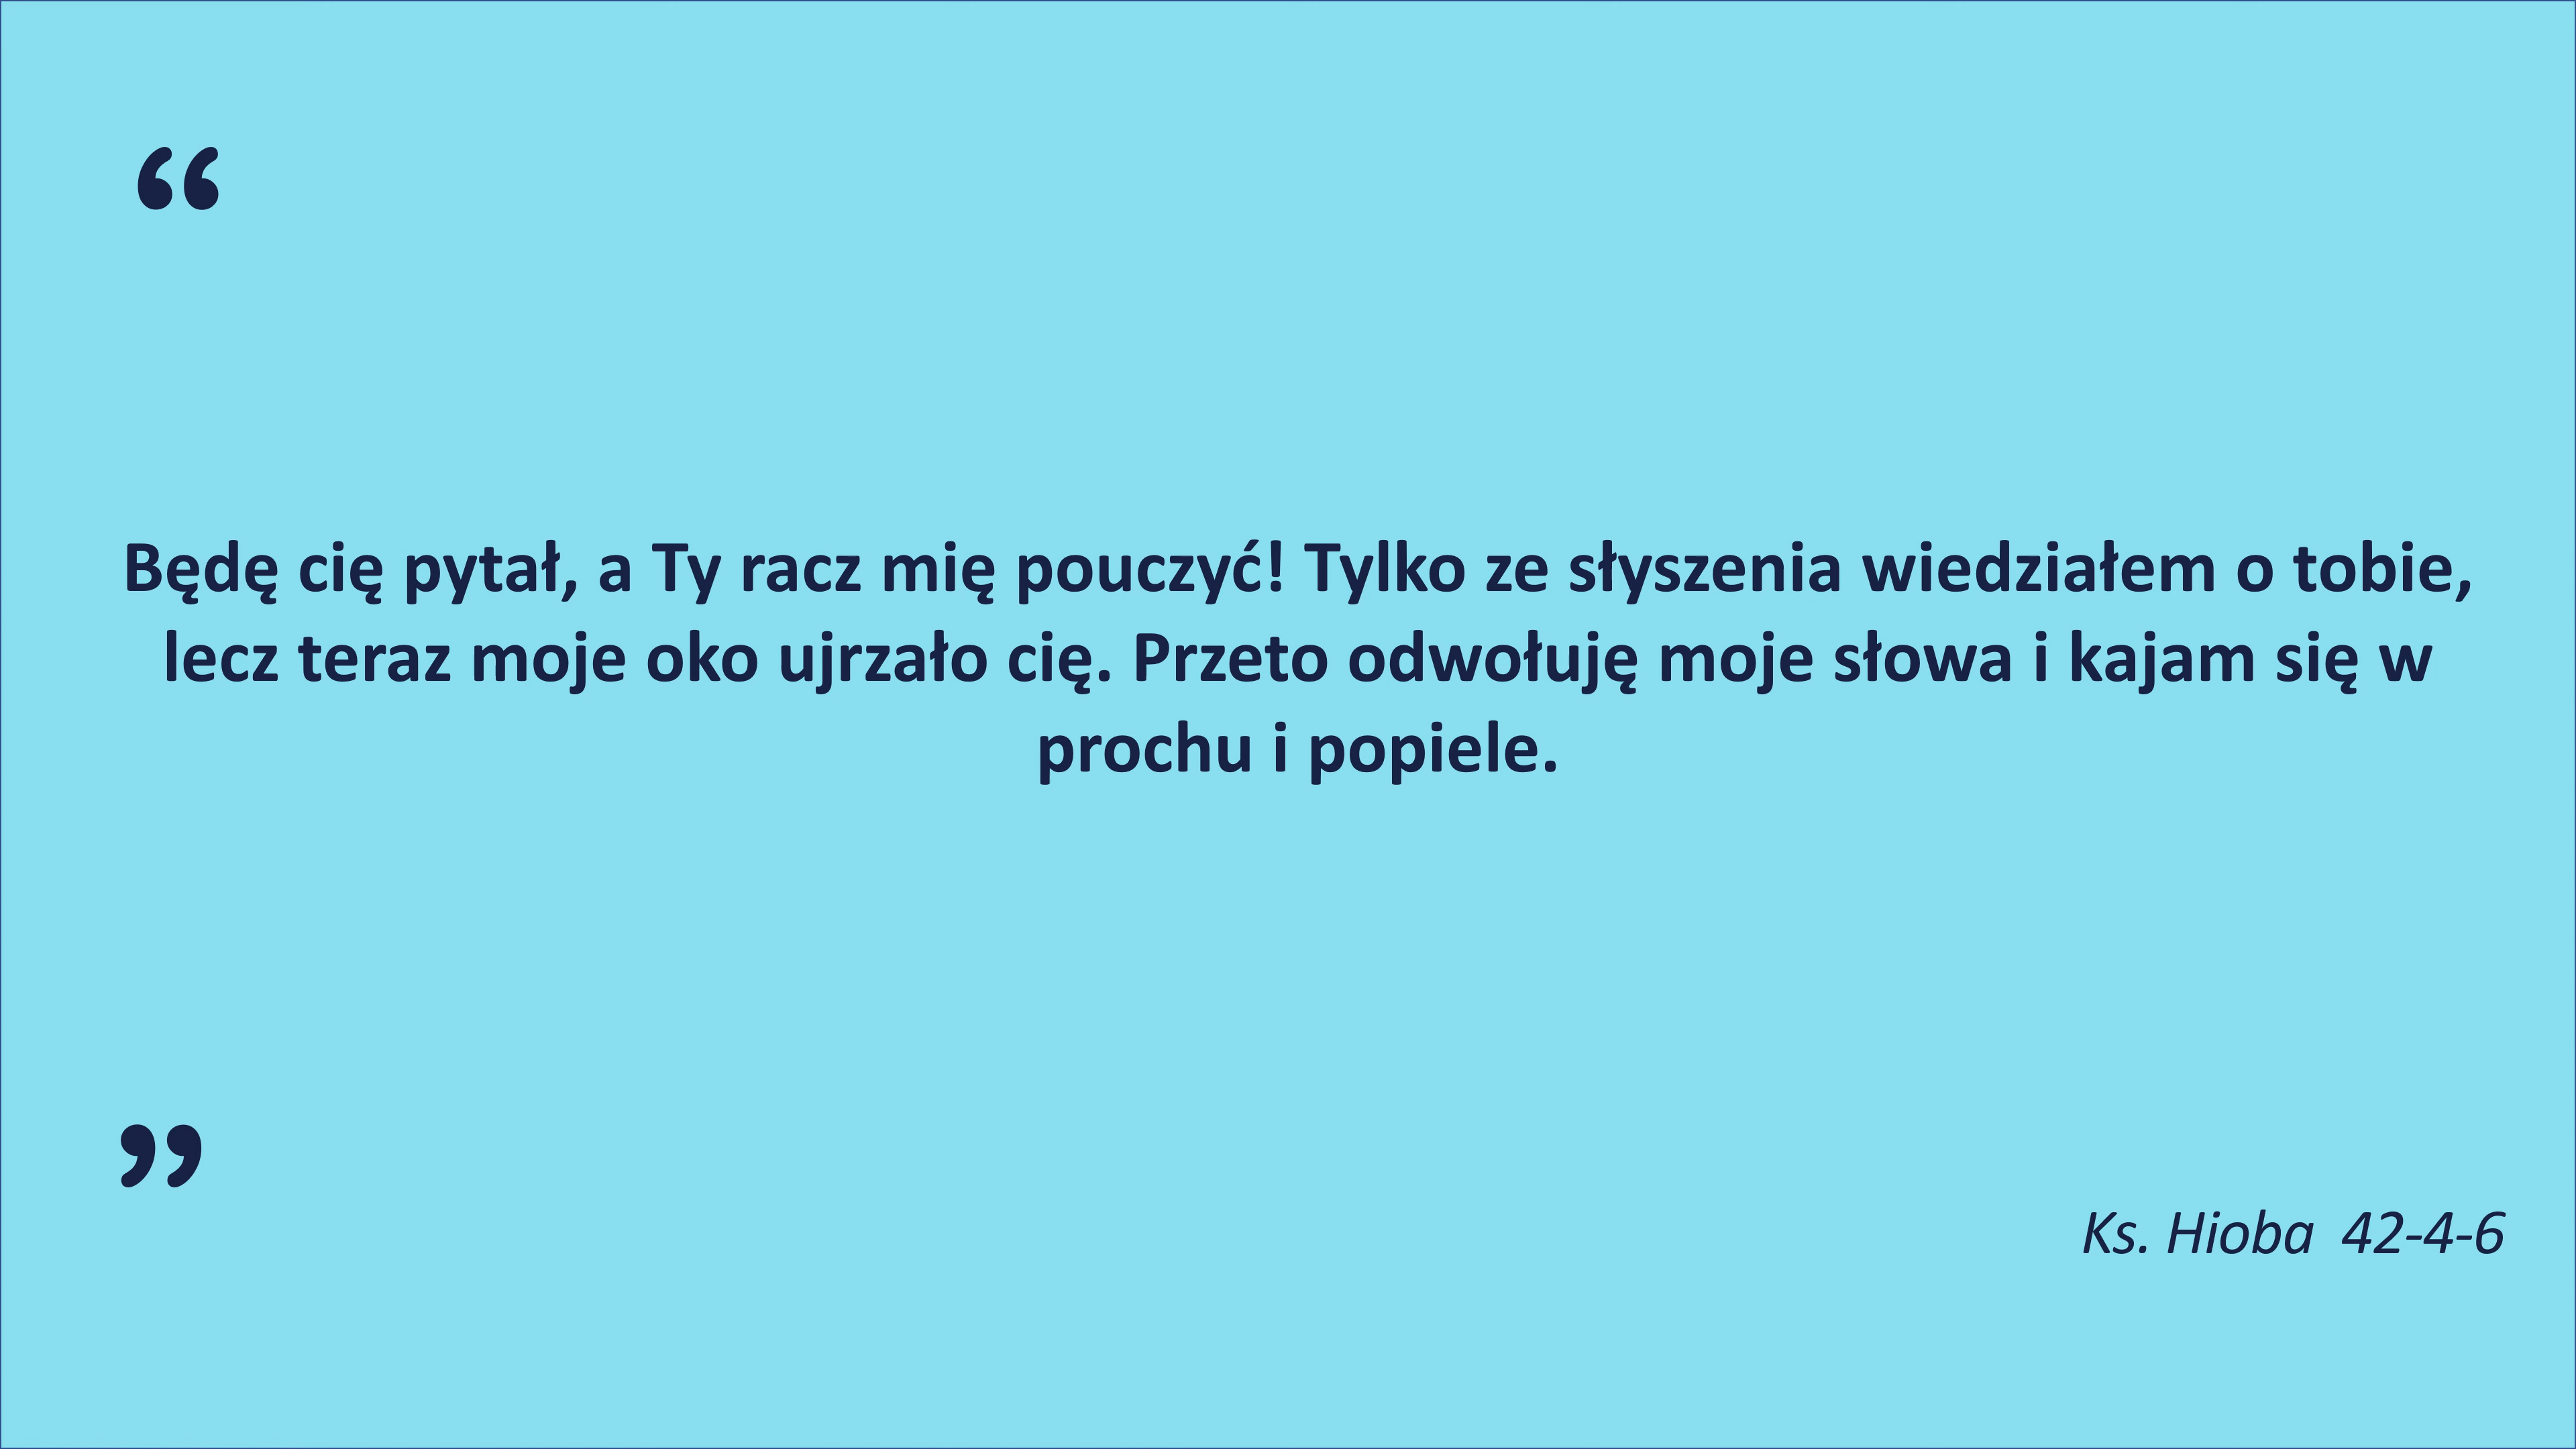 “
Będę cię pytał, a Ty racz mię pouczyć! Tylko ze słyszenia wiedziałem o tobie,
lecz teraz moje oko ujrzało cię. Przeto odwołuję moje słowa i kajam się w
prochu i popiele.
”
Ks. Hioba  42-4-6